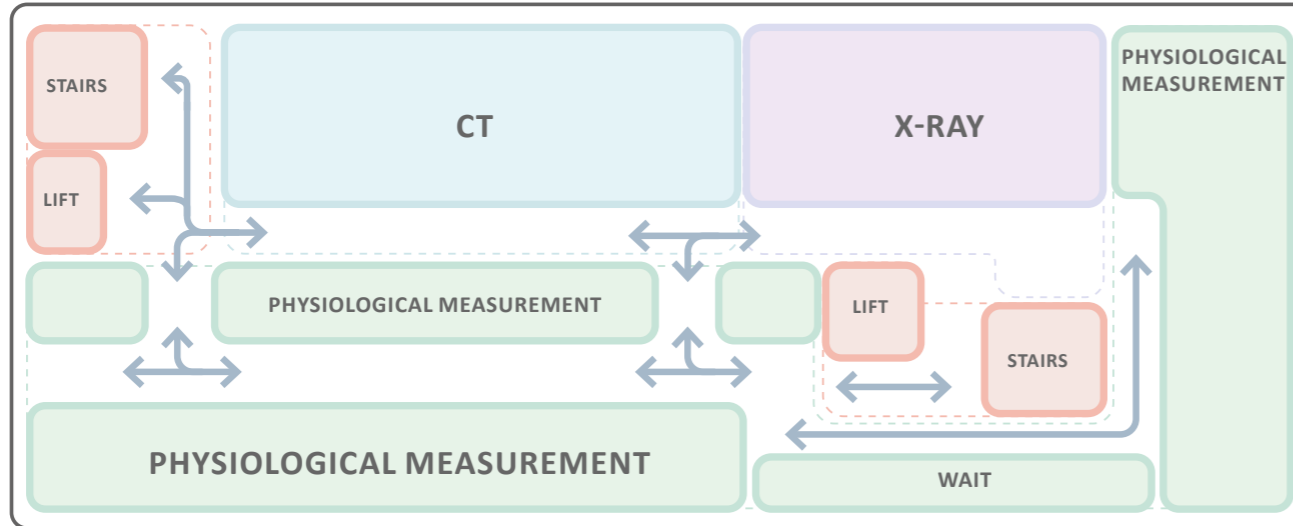 STAIRS
CT
X-RAY
PHYSIOLOGICAL
MEASUREMENT
LIFT
PHYSIOLOGICAL MEASUREMENT
LIFT
STAIRS
PHYSIOLOGICAL MEASUREMENT
WAIT